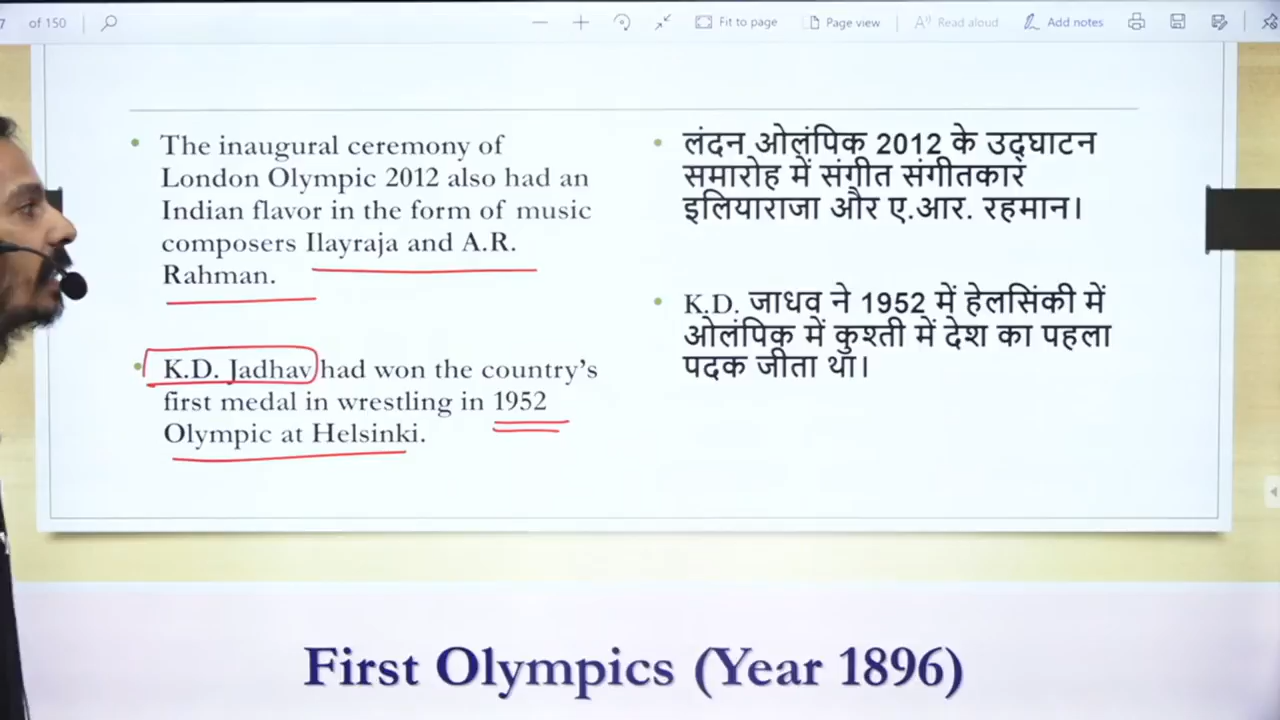 7 of 150
Fit to page
Page view
Read aloud
Add notes
The inaugural ceremony of
London Olympic 2012 also had an
Indian flavor in the form of music
composers Ilayraja and A.R.
Rahman.
K.D. Jadhav had won the country's
first medal in wrestling in 1952
Olympic at Helsinki.
लंदन ओलंपिक 2012 के उद्घाटन
समारोह में संगीत संगीतकार
इलियाराजा और ए.आर. रहमान।
K.D. जाधव ने 1952 में हेलसिंकी में
ओलंपिक में कुश्ती में देश का पहला
पदक जीता था।
First Olympics (Year 1896)